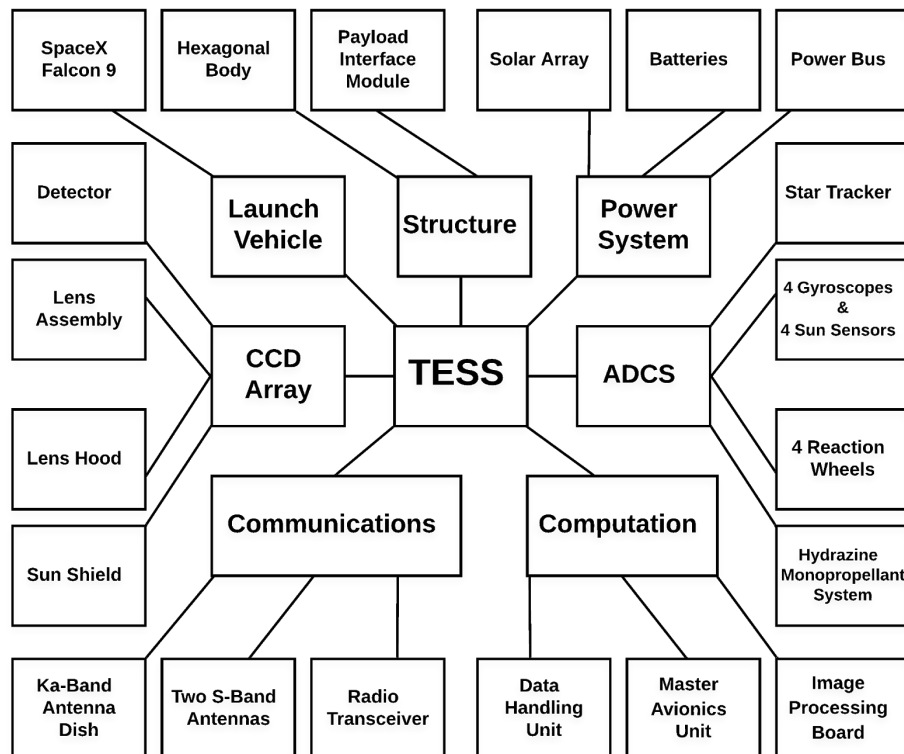 SpaceX
Falcon 9
Hexagonal
Body
Payload
Interface
Module
Solar Array
Batteries
Power Bus
Detector
Launch
Vehicle
Structure
Power
System
Star Tracker
Lens
Assembly
4 Gyroscopes
&
4 Sun Sensors
CCD
Array
TESS
ADCS
Lens Hood
4 Reaction
Wheels
Communications
Computation
Sun Shield
Hydrazine
Monopropellant
System
Ka-Band
Antenna
Dish
Two S-Band
Antennas
Radio
Transceiver
Data
Handling
Unit
Master
Avionics
Unit
Image
Processing
Board